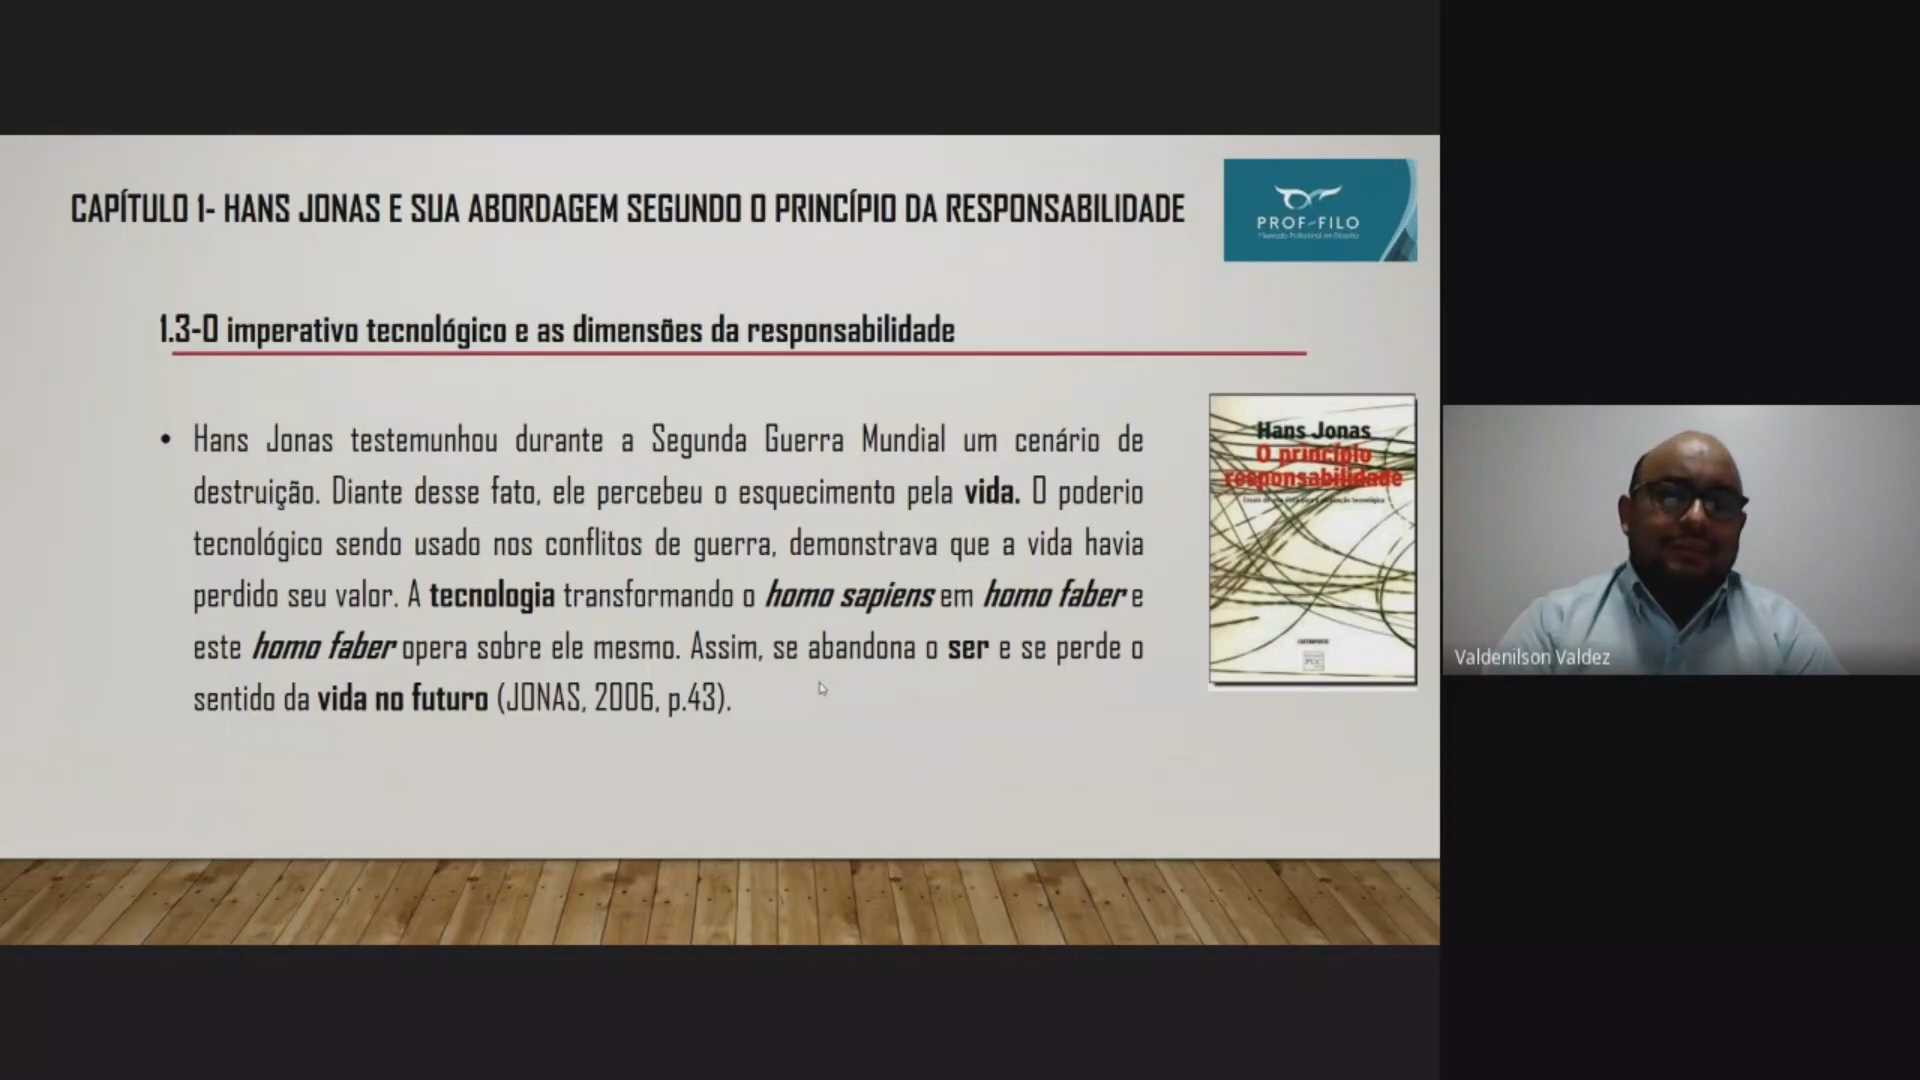 CAPÍTULO 1- HANS JONAS E SUA ABORDAGEM SEGUNDO O PRINCÍPIO DA RESPONSABILIDADE
PROF-FILO
Mestrado Profissional em Filosofia
1.3-O imperativo tecnológico e as dimensões da responsabilidade
• Hans Jonas testemunhou durante a Segunda Guerra Mundial um cenário de
destruição. Diante desse fato, ele percebeu o esquecimento pela vida. O poderio
tecnológico sendo usado nos conflitos de guerra, demonstrava que a vida havia
perdido seu valor. A tecnologia transformando o homo sapiens em homo faber e
este homo faber opera sobre ele mesmo. Assim, se abandona o ser e se perde o
sentido da vida no futuro (JONAS, 2006, p.43).
Hans Jonas
O princípio
responsabilidade
Valdenilson Valdez